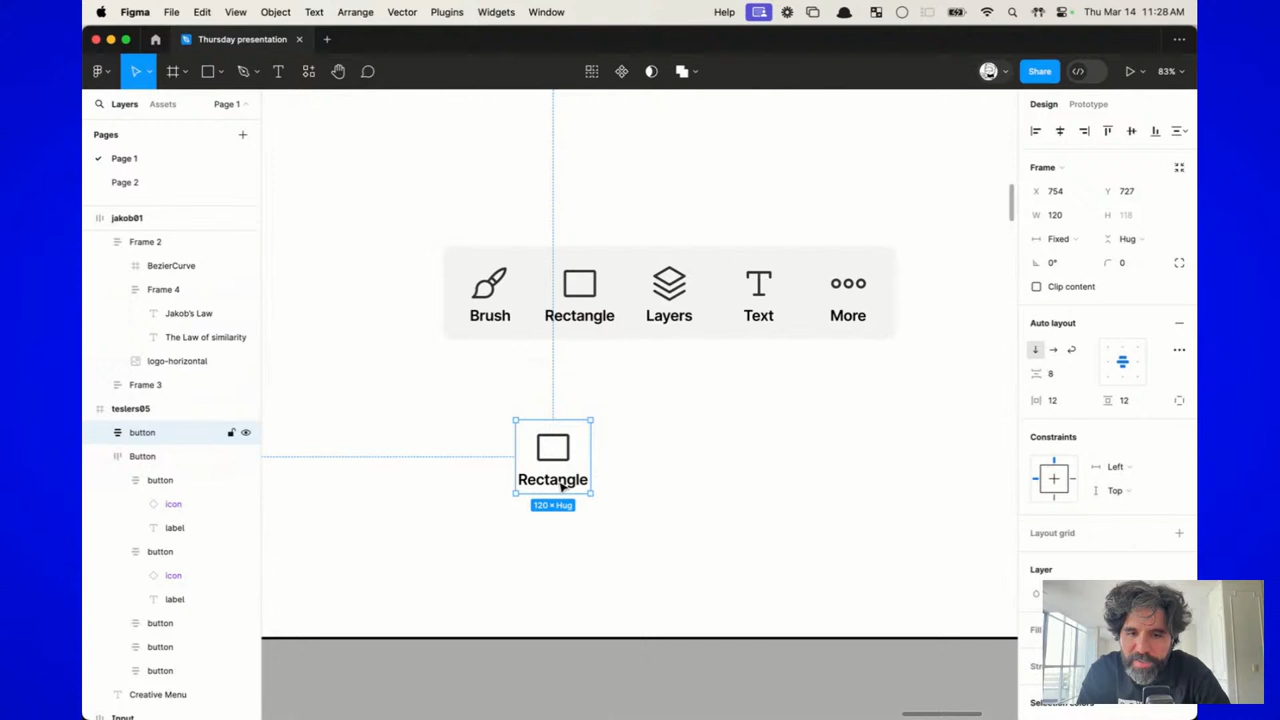 Figma File Edit View Object Text Arrange Vector Plugins Widgets Window Help Thu Mar 14 11:28 AM
Thursday presentation
Share 83%
Layers Assets Page 1
Pages
Page 1
Page 2
jakob01
Frame 2
BezierCurve
Frame 4
Jakob's Law
The Law of similarity
logo-horizontal
Frame 3
teslers05
button
Button
button
icon
label
button
icon
label
button
button
button
Creative Menu
Input
Brush Rectangle Layers Text More
Rectangle
120 × Hug
Design Prototype
Frame
X 754 Y 727
W 120 H 118
Fixed Hug
0° 0
Clip content
Auto layout
8
12 12
Constraints
Left
Top
Layout grid
Layer
Fill